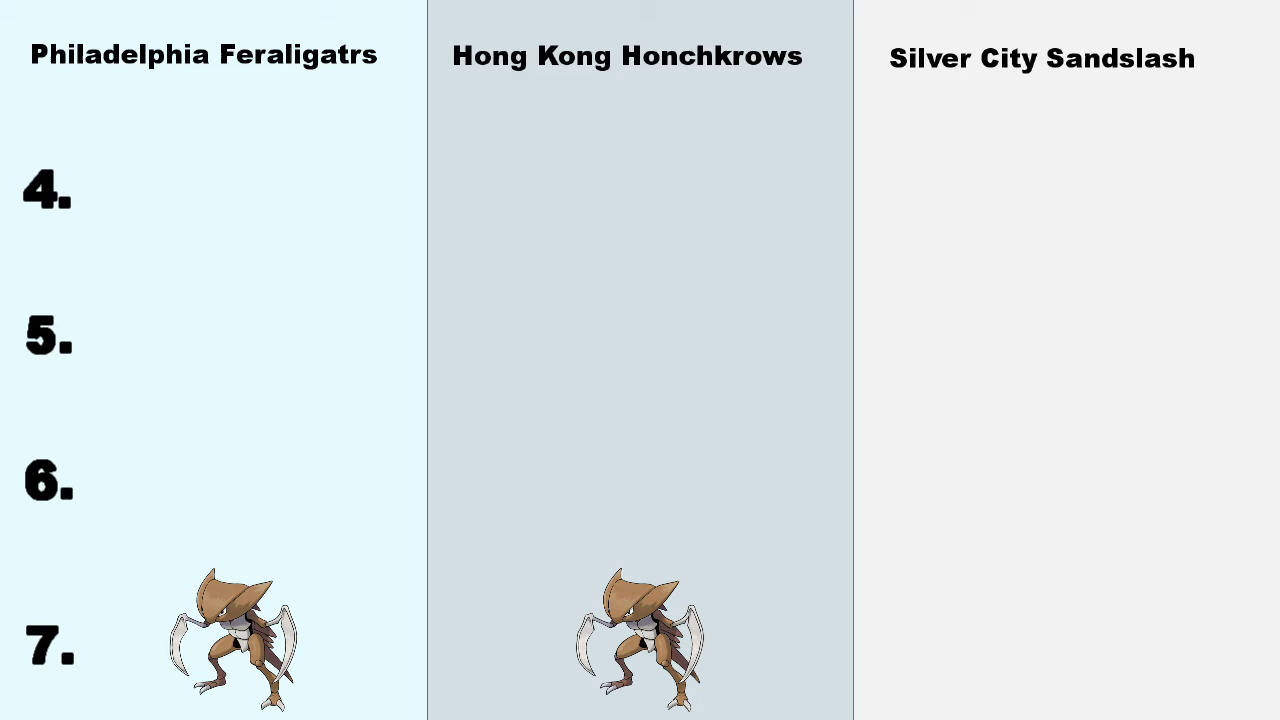 Philadelphia Feraligatrs
Hong Kong Honchkrows
Silver City Sandslash
4.
5.
6.
7.